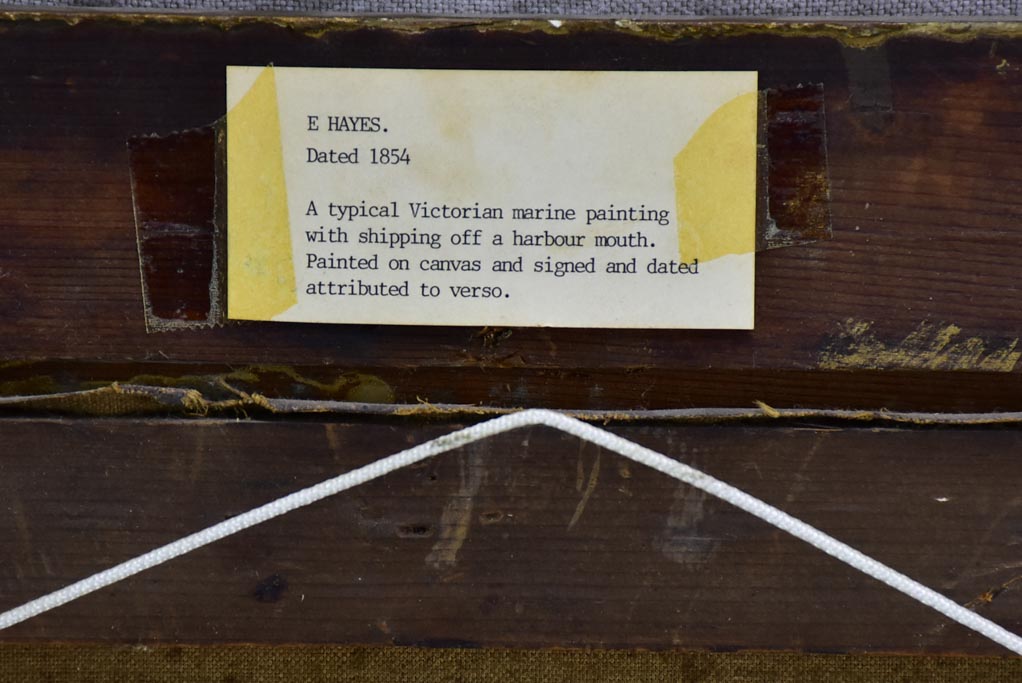 E HAYES.
Dated 1854
A typical Victorian marine painting
with shipping off a harbour mouth.
Painted on canvas and signed and dated
attributed to verso.